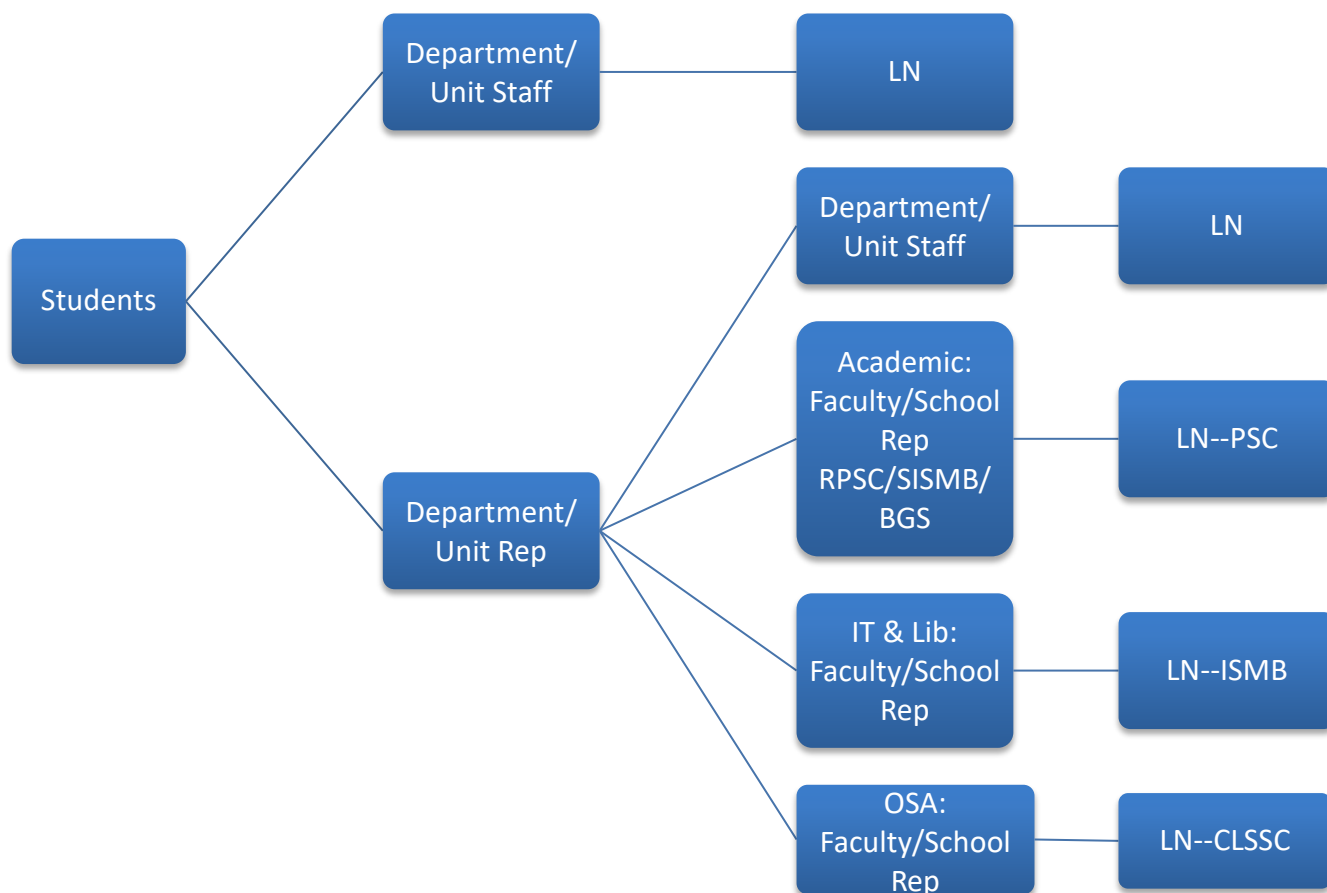 Department/
Unit Staff
LN
Department/
Unit Staff
LN
Students
Academic:
Faculty/School
Rep
RPSC/SISMB/
BGS
LN--PSC
Department/
Unit Rep
IT & Lib:
Faculty/School
Rep
LN--ISMB
OSA:
Faculty/School
Rep
LN--CLSSC